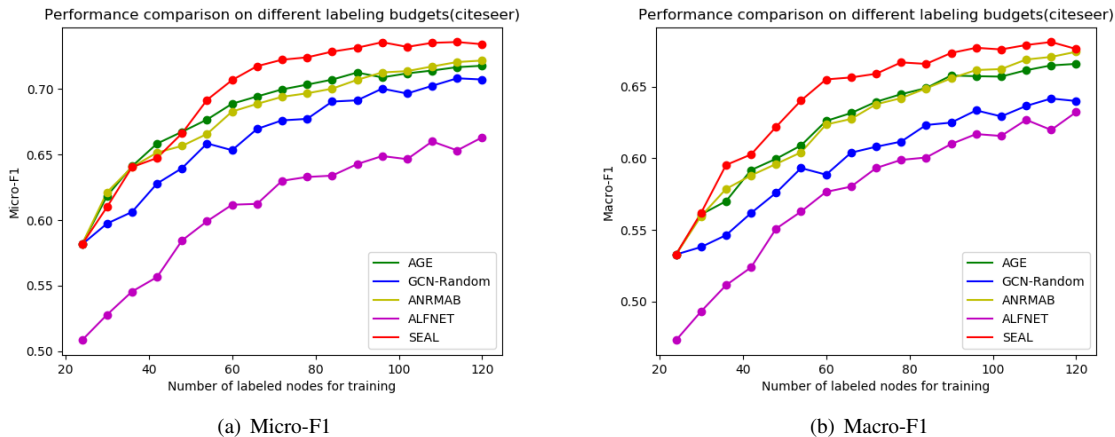 Performance comparison on different labeling budgets(citeseer)
Micro-F1
0.70
0.65
0.60
0.55
0.50
AGE
GCN-Random
ANRMAB
ALFNET
SEAL
20 40 60 80 100 120
Number of labeled nodes for training
(a) Micro-F1
Performance comparison on different labeling budgets(citeseer)
Macro-F1
0.65
0.60
0.55
0.50
AGE
GCN-Random
ANRMAB
ALFNET
SEAL
20 40 60 80 100 120
Number of labeled nodes for training
(b) Macro-F1